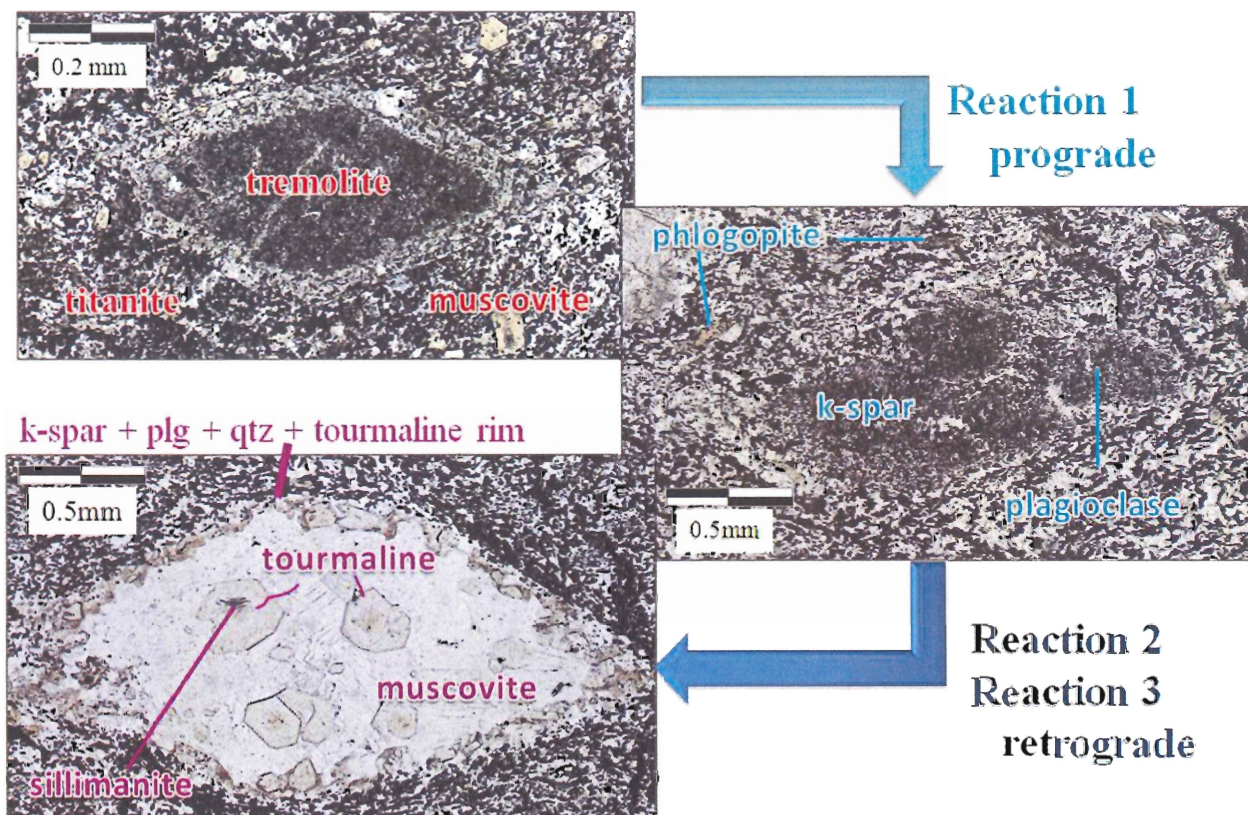 0.2 mm
tremolite
titanite
muscovite
Reaction 1
prograde
phlogopite
k-spar
plagioclase
0.5mm
k-spar + plg + qtz + tourmaline rim
0.5mm
tourmaline
muscovite
sillimanite
Reaction 2
Reaction 3
retrograde